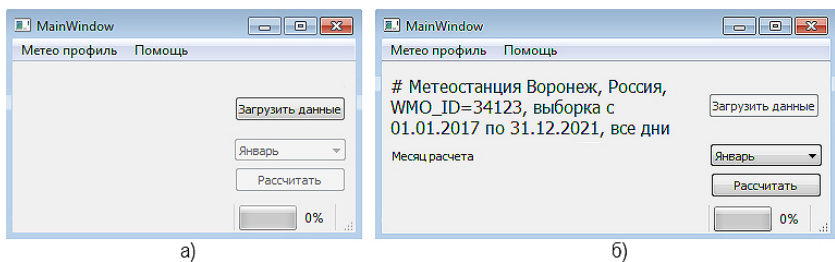 MainWindow
Метео профиль Помощь
Загрузить данные
Январь
Рассчитать
0%
а)
MainWindow
Метео профиль Помощь
# Метеостанция Воронеж, Россия,
WMO_ID=34123, выборка с
01.01.2017 по 31.12.2021, все дни
Загрузить данные
Месяц расчета
Январь
Рассчитать
0%
б)